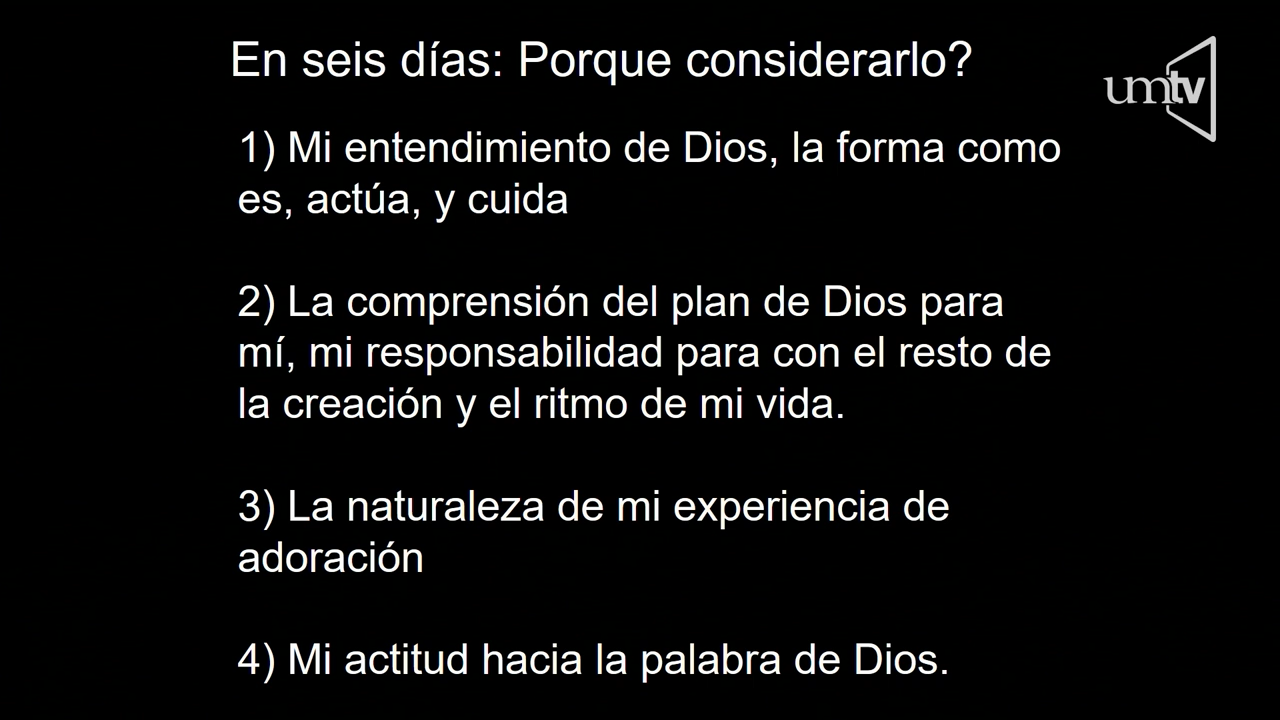 En seis días: Porque considerarlo?
umtv
1) Mi entendimiento de Dios, la forma como
es, actúa, y cuida
2) La comprensión del plan de Dios para
mí, mi responsabilidad para con el resto de
la creación y el ritmo de mi vida.
3) La naturaleza de mi experiencia de
adoración
4) Mi actitud hacia la palabra de Dios.